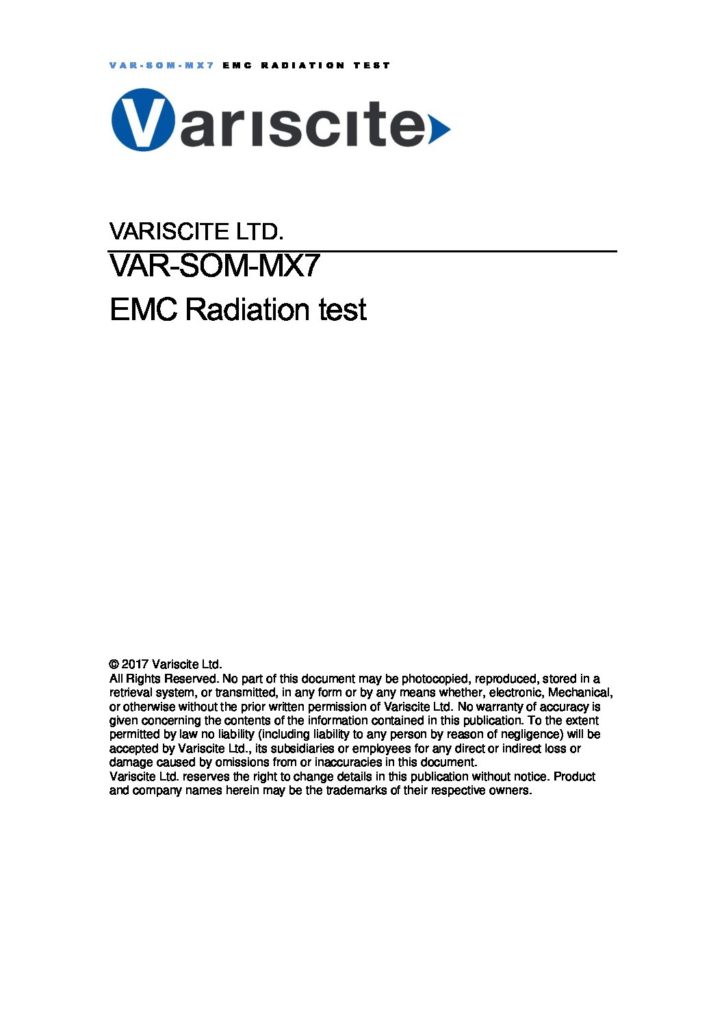 VAR-SOM-MX7 EMC RADIATION TEST
Variscite
VARISCITE LTD.
VAR-SOM-MX7
EMC Radiation test
© 2017 Variscite Ltd.
All Rights Reserved. No part of this document may be photocopied, reproduced, stored in a
retrieval system, or transmitted, in any form or by any means whether, electronic, Mechanical,
or otherwise without the prior written permission of Variscite Ltd. No warranty of accuracy is
given concerning the contents of the information contained in this publication. To the extent
permitted by law no liability (including liability to any person by reason of negligence) will be
accepted by Variscite Ltd., its subsidiaries or employees for any direct or indirect loss or
damage caused by omissions from or inaccuracies in this document.
Variscite Ltd. reserves the right to change details in this publication without notice. Product
and company names herein may be the trademarks of their respective owners.